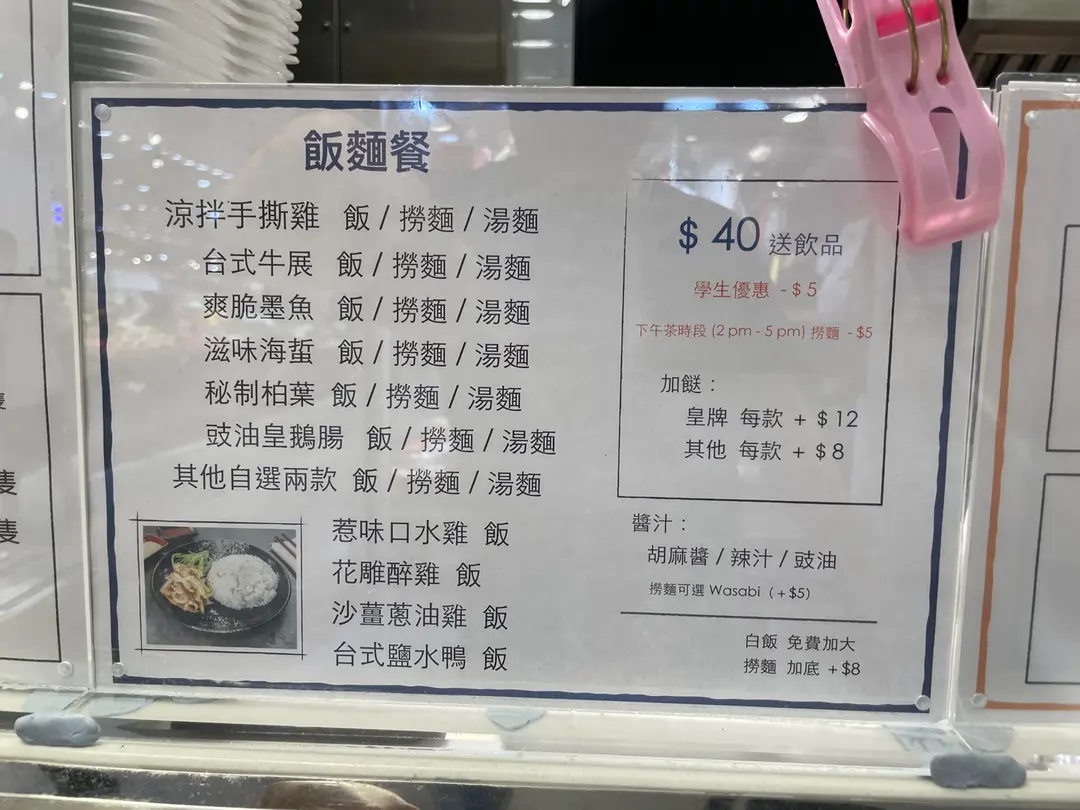 飯麵餐
涼拌手撕雞 飯 / 撈麵 / 湯麵
台式牛展 飯 / 撈麵 / 湯麵
爽脆墨魚 飯 / 撈麵 / 湯麵
滋味海蜇 飯 / 撈麵 / 湯麵
秘制柏葉 飯 / 撈麵 / 湯麵
豉油皇鵝腸 飯 / 撈麵 / 湯麵
其他自選兩款 飯 / 撈麵 / 湯麵
惹味口水雞 飯
花雕醉雞 飯
沙薑蔥油雞 飯
台式鹽水鴨 飯
$ 40 送飲品
學生優惠 - $ 5
下午茶時段 (2 pm - 5 pm) 撈麵 - $5
加餸：
皇牌 每款 + $ 12
其他 每款 + $ 8
醬汁：
胡麻醬 / 辣汁 / 豉油
撈麵可選 Wasabi（+ $5）
白飯 免費加大
撈麵 加底 + $8
隻
隻